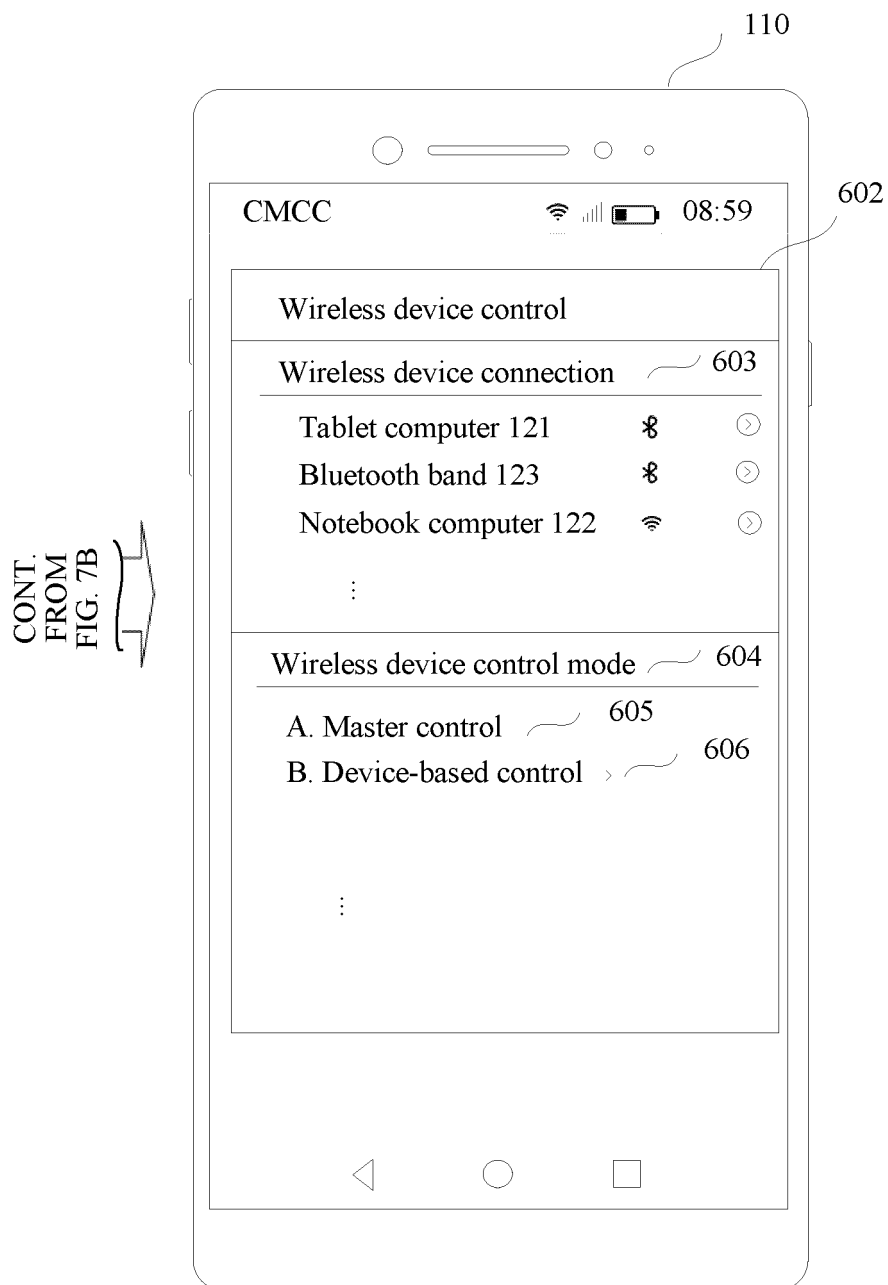 110
CMCC 08:59
602
Wireless device control
Wireless device connection 603
Tablet computer 121
Bluetooth band 123
Notebook computer 122
⋮
CONT.
FROM
FIG. 7B
Wireless device control mode 604
A. Master control 605
B. Device-based control > 606
⋮